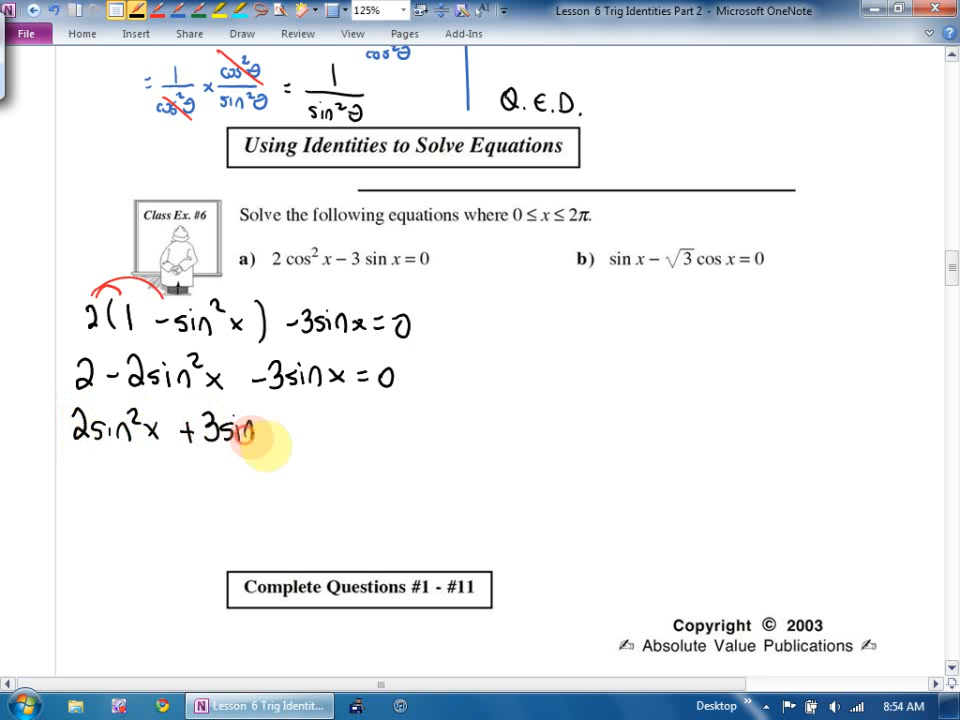 Lesson 6 Trig Identities Part 2 - Microsoft OneNote
125%
File Home Insert Share Draw Review View Pages Add-Ins
cos²θ
= 1/cos²θ × cos²θ/sin²θ = 1/sin²θ
Q.E.D.
Using Identities to Solve Equations
Class Ex. #6
Solve the following equations where 0 ≤ x ≤ 2π.
a) 2 cos² x − 3 sin x = 0
b) sin x − √3 cos x = 0
2(1 − sin²x) − 3sinx = 0
2 − 2sin²x − 3sinx = 0
2sin²x + 3sin
Complete Questions #1 - #11
Copyright © 2003
✍ Absolute Value Publications ✍
Lesson 6 Trig Identit...
Desktop
8:54 AM